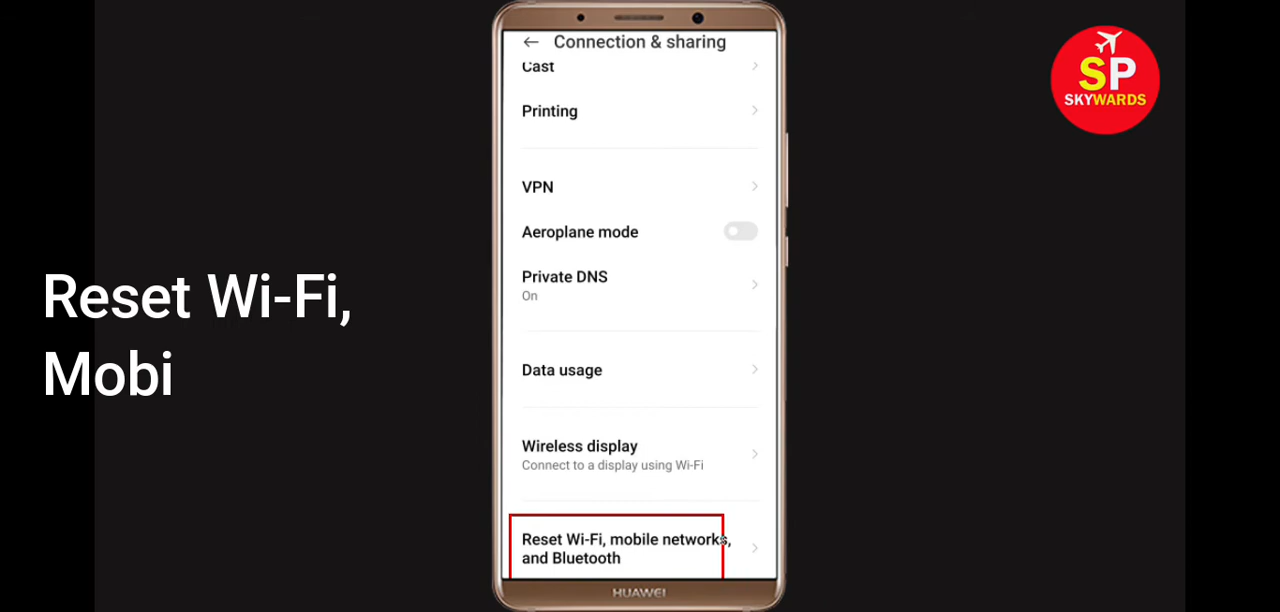 Connection & sharing
Cast
Printing
VPN
Aeroplane mode
Private DNS
On
Data usage
Wireless display
Connect to a display using Wi-Fi
Reset Wi-Fi, mobile networks,
and Bluetooth
HUAWEI
Reset Wi-Fi,
Mobi
SP
SKYWARDS